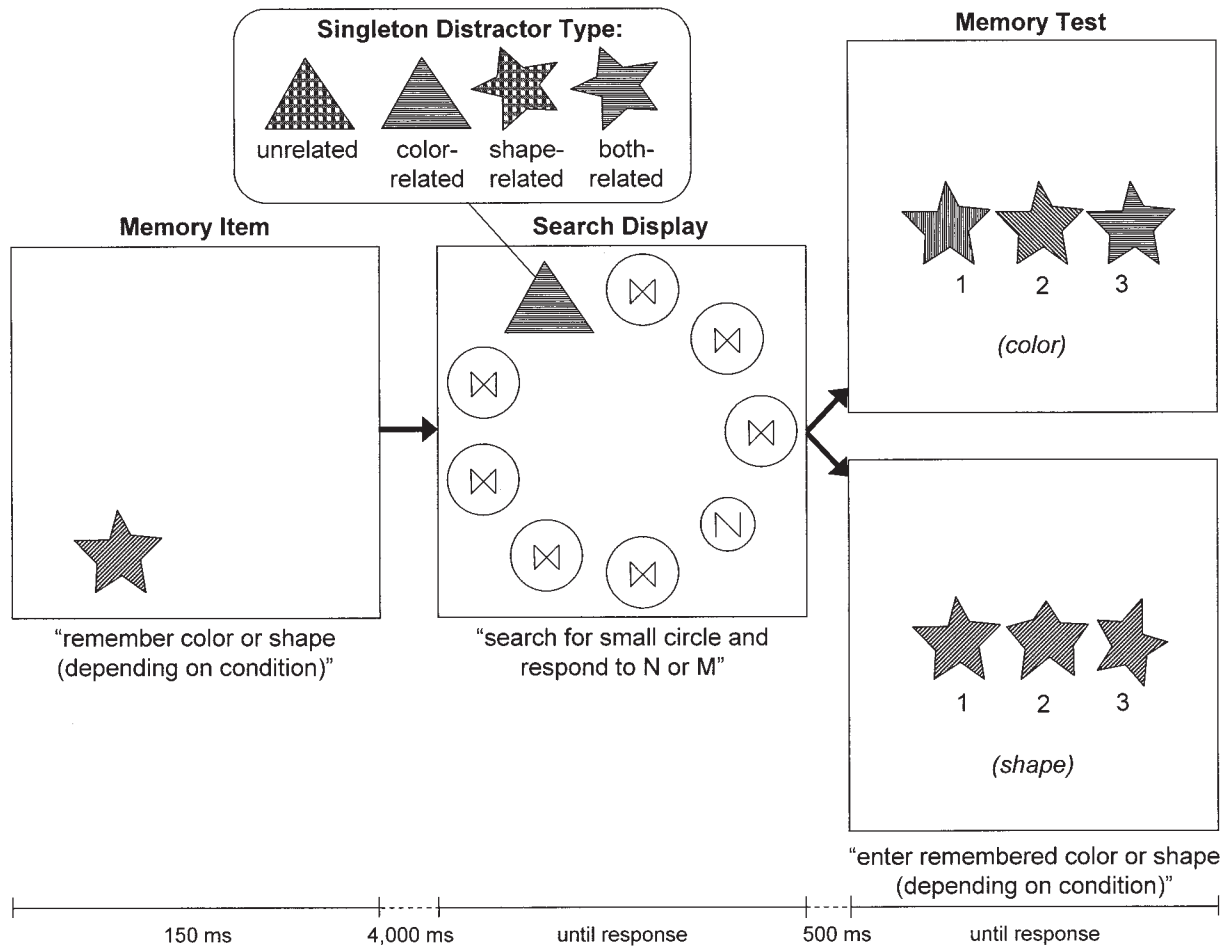 Singleton Distractor Type:
unrelated
color-
related
shape-
related
both-
related
Memory Item
"remember color or shape
(depending on condition)"
Search Display
N
"search for small circle and
respond to N or M"
Memory Test
1 2 3
(color)
1 2 3
(shape)
"enter remembered color or shape
(depending on condition)"
150 ms 4,000 ms until response 500 ms until response